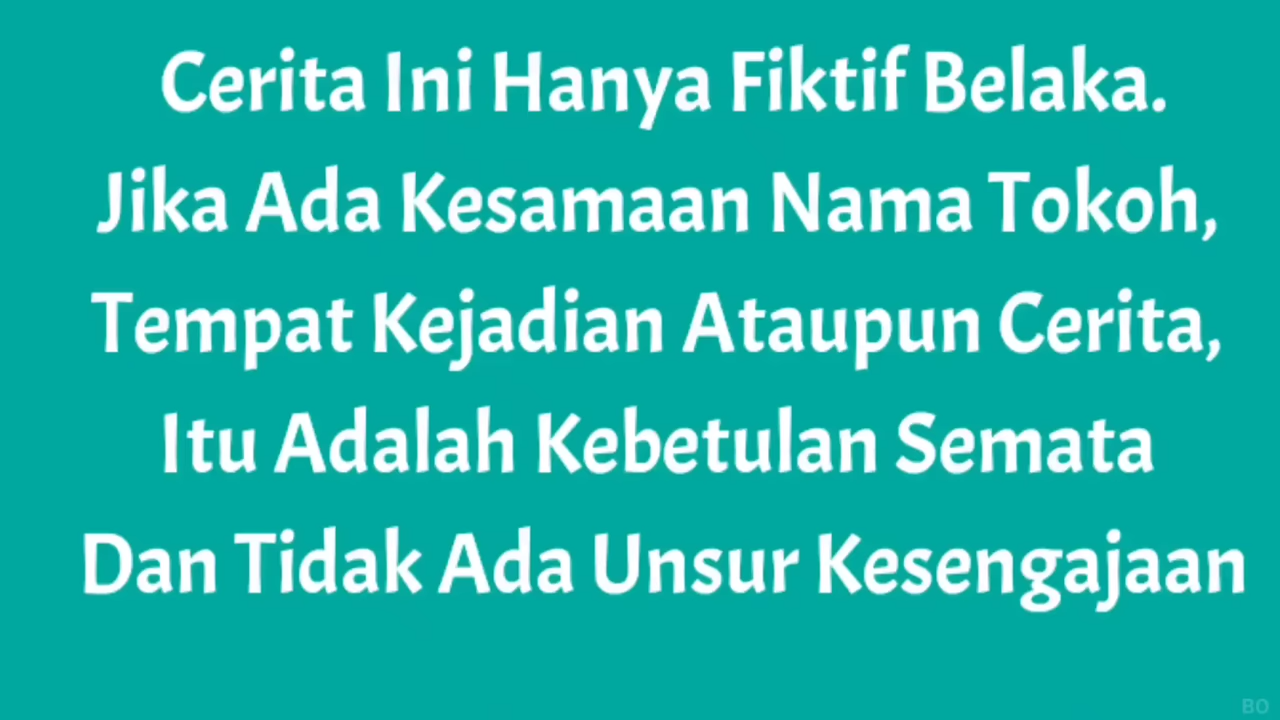 Cerita Ini Hanya Fiktif Belaka.
Jika Ada Kesamaan Nama Tokoh,
Tempat Kejadian Ataupun Cerita,
Itu Adalah Kebetulan Semata
Dan Tidak Ada Unsur Kesengajaan
BO